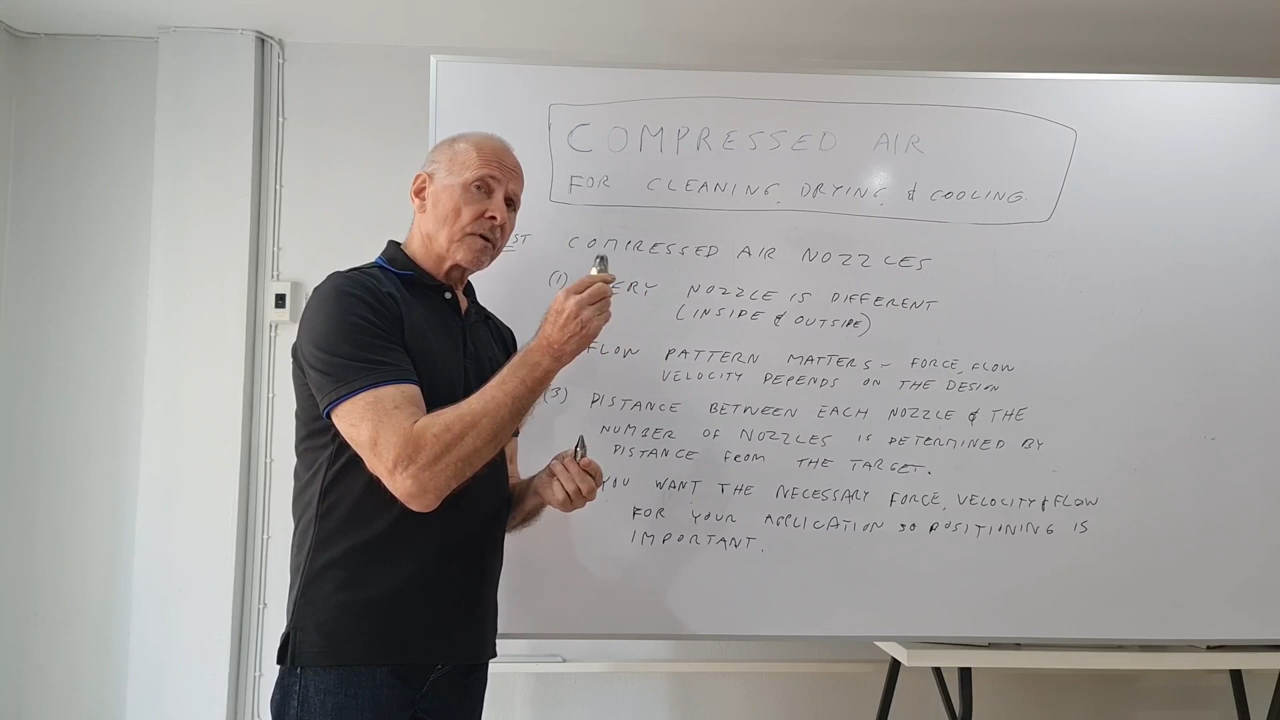 COMPRESSED AIR
FOR CLEANING, DRYING, & COOLING.
ST COMPRESSED AIR NOZZLES
(1) ERY NOZZLE IS DIFFERENT
(INSIDE & OUTSIDE)
FLOW PATTERN MATTERS - FORCE, FLOW
VELOCITY DEPENDS ON THE DESIGN
(3) DISTANCE BETWEEN EACH NOZZLE & THE
NUMBER OF NOZZLES IS DETERMINED BY
DISTANCE FROM THE TARGET.
YOU WANT THE NECESSARY FORCE, VELOCITY & FLOW
FOR YOUR APPLICATION SO POSITIONING IS
IMPORTANT.